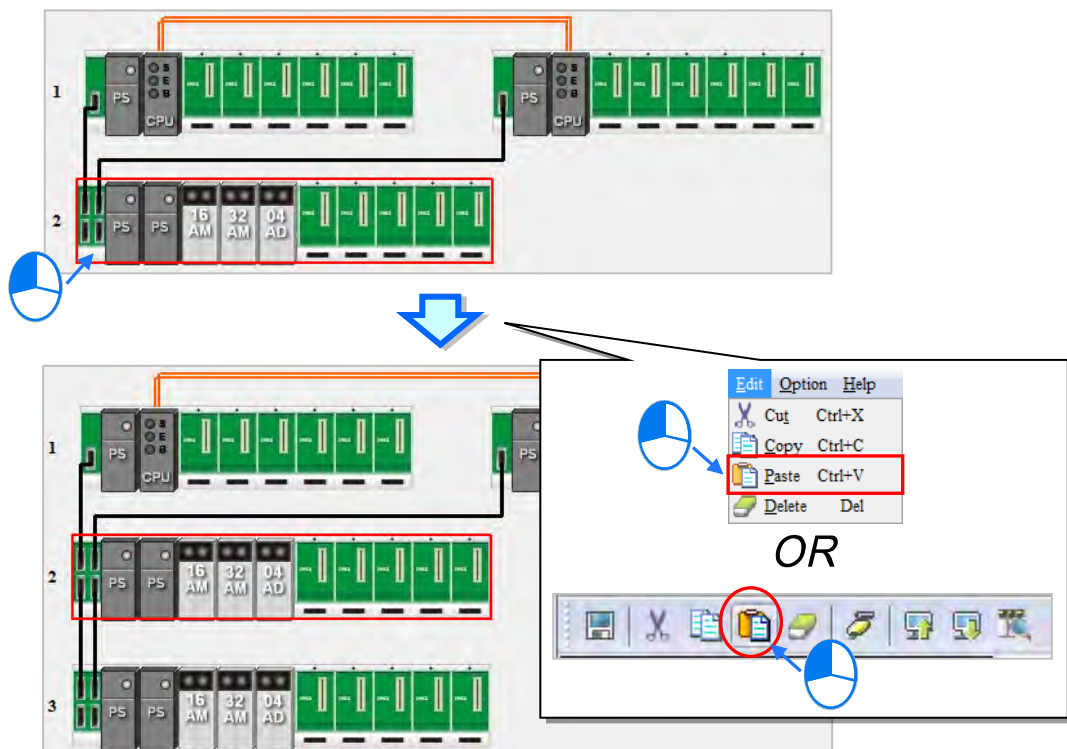 1
PS
S
E
B
CPU
PS
CPU
2
PS
PS
16
AM
32
AM
04
AD
Edit Option Help
Cut Ctrl+X
Copy Ctrl+C
Paste Ctrl+V
Delete Del
OR
1
PS
S
E
B
CPU
PS
2
PS
PS
16
AM
32
AM
04
AD
3
PS
PS
16
AM
32
AM
04
AD